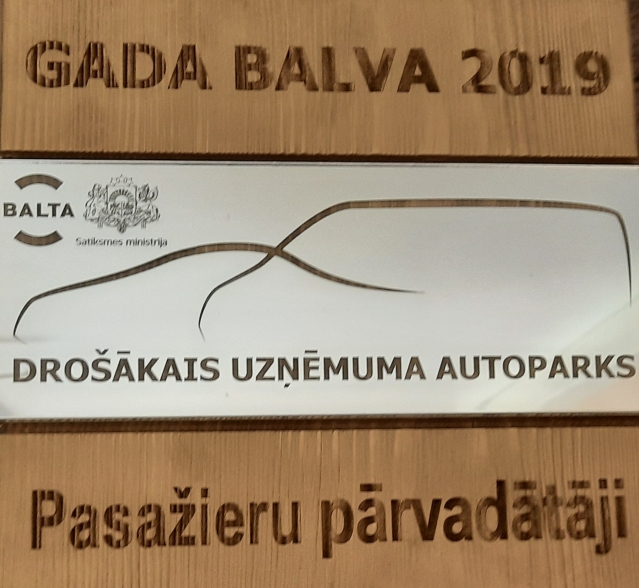 GADA BALVA 2019
BALTA
Satiksmes ministrija
DROŠĀKAIS UZŅĒMUMA AUTOPARKS
Pasažieru pārvadātāji